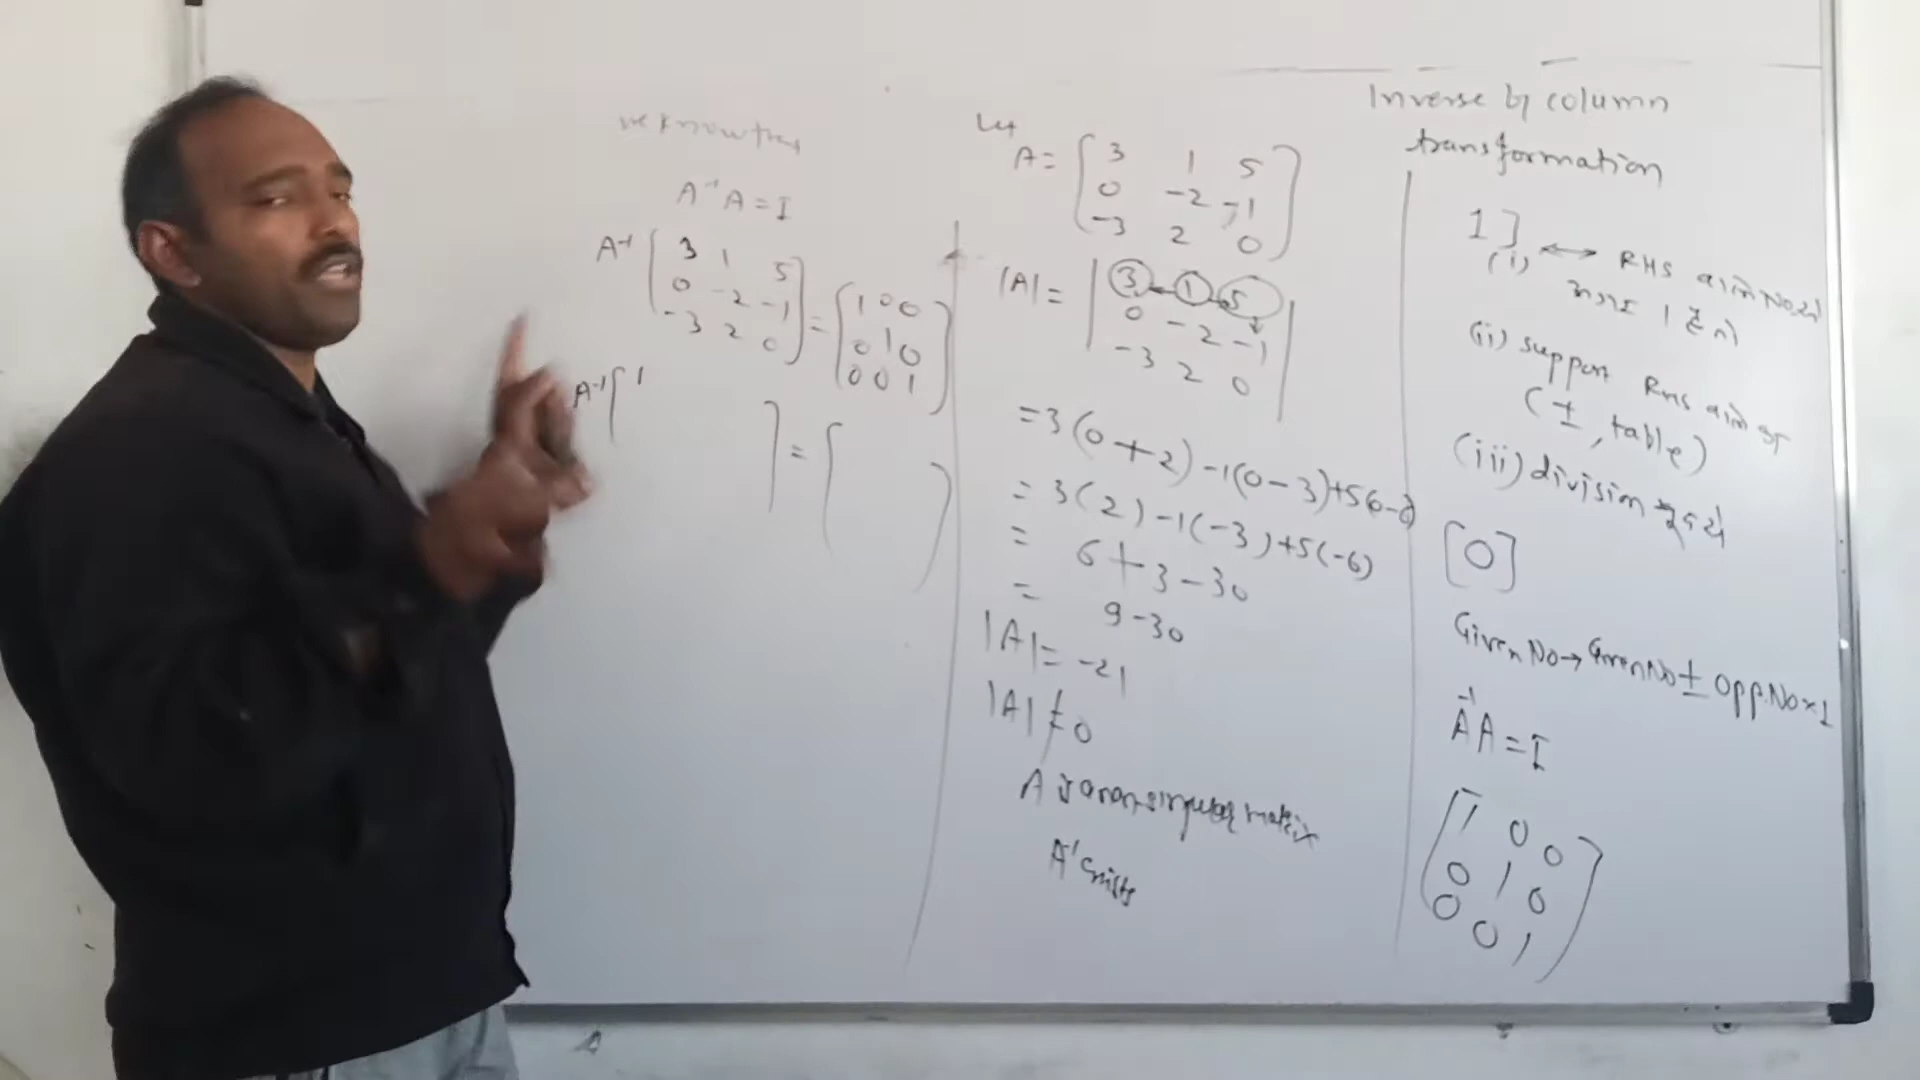 Inverse by column
transformation
we know that
A⁻¹ A = I
A⁻¹ [ 3 1 5
0 -2 -1
-3 2 0 ] = [ 1 0 0
0 1 0
0 0 1 ]
A⁻¹ [ 1 ] = [ ]
Let
A = [ 3 1 5
0 -2 -1
-3 2 0 ]
|A| = | 3 1 5
0 -2 -1
-3 2 0 |
= 3(0+2) -1(0-3)+5(0-6)
= 3(2) -1(-3)+5(-6)
= 6+3-30
= 9-30
|A| = -21
|A| ≠ 0
A is a non singular matrix
A⁻¹ exists
1]
(i) ↔ RHS
1
(ii) support RHS
(±, table)
(iii) division
[0]
Given No → Given No ± opp. No × 1
A⁻¹ A = I
[ 1 0 0
0 1 0
0 0 1 ]